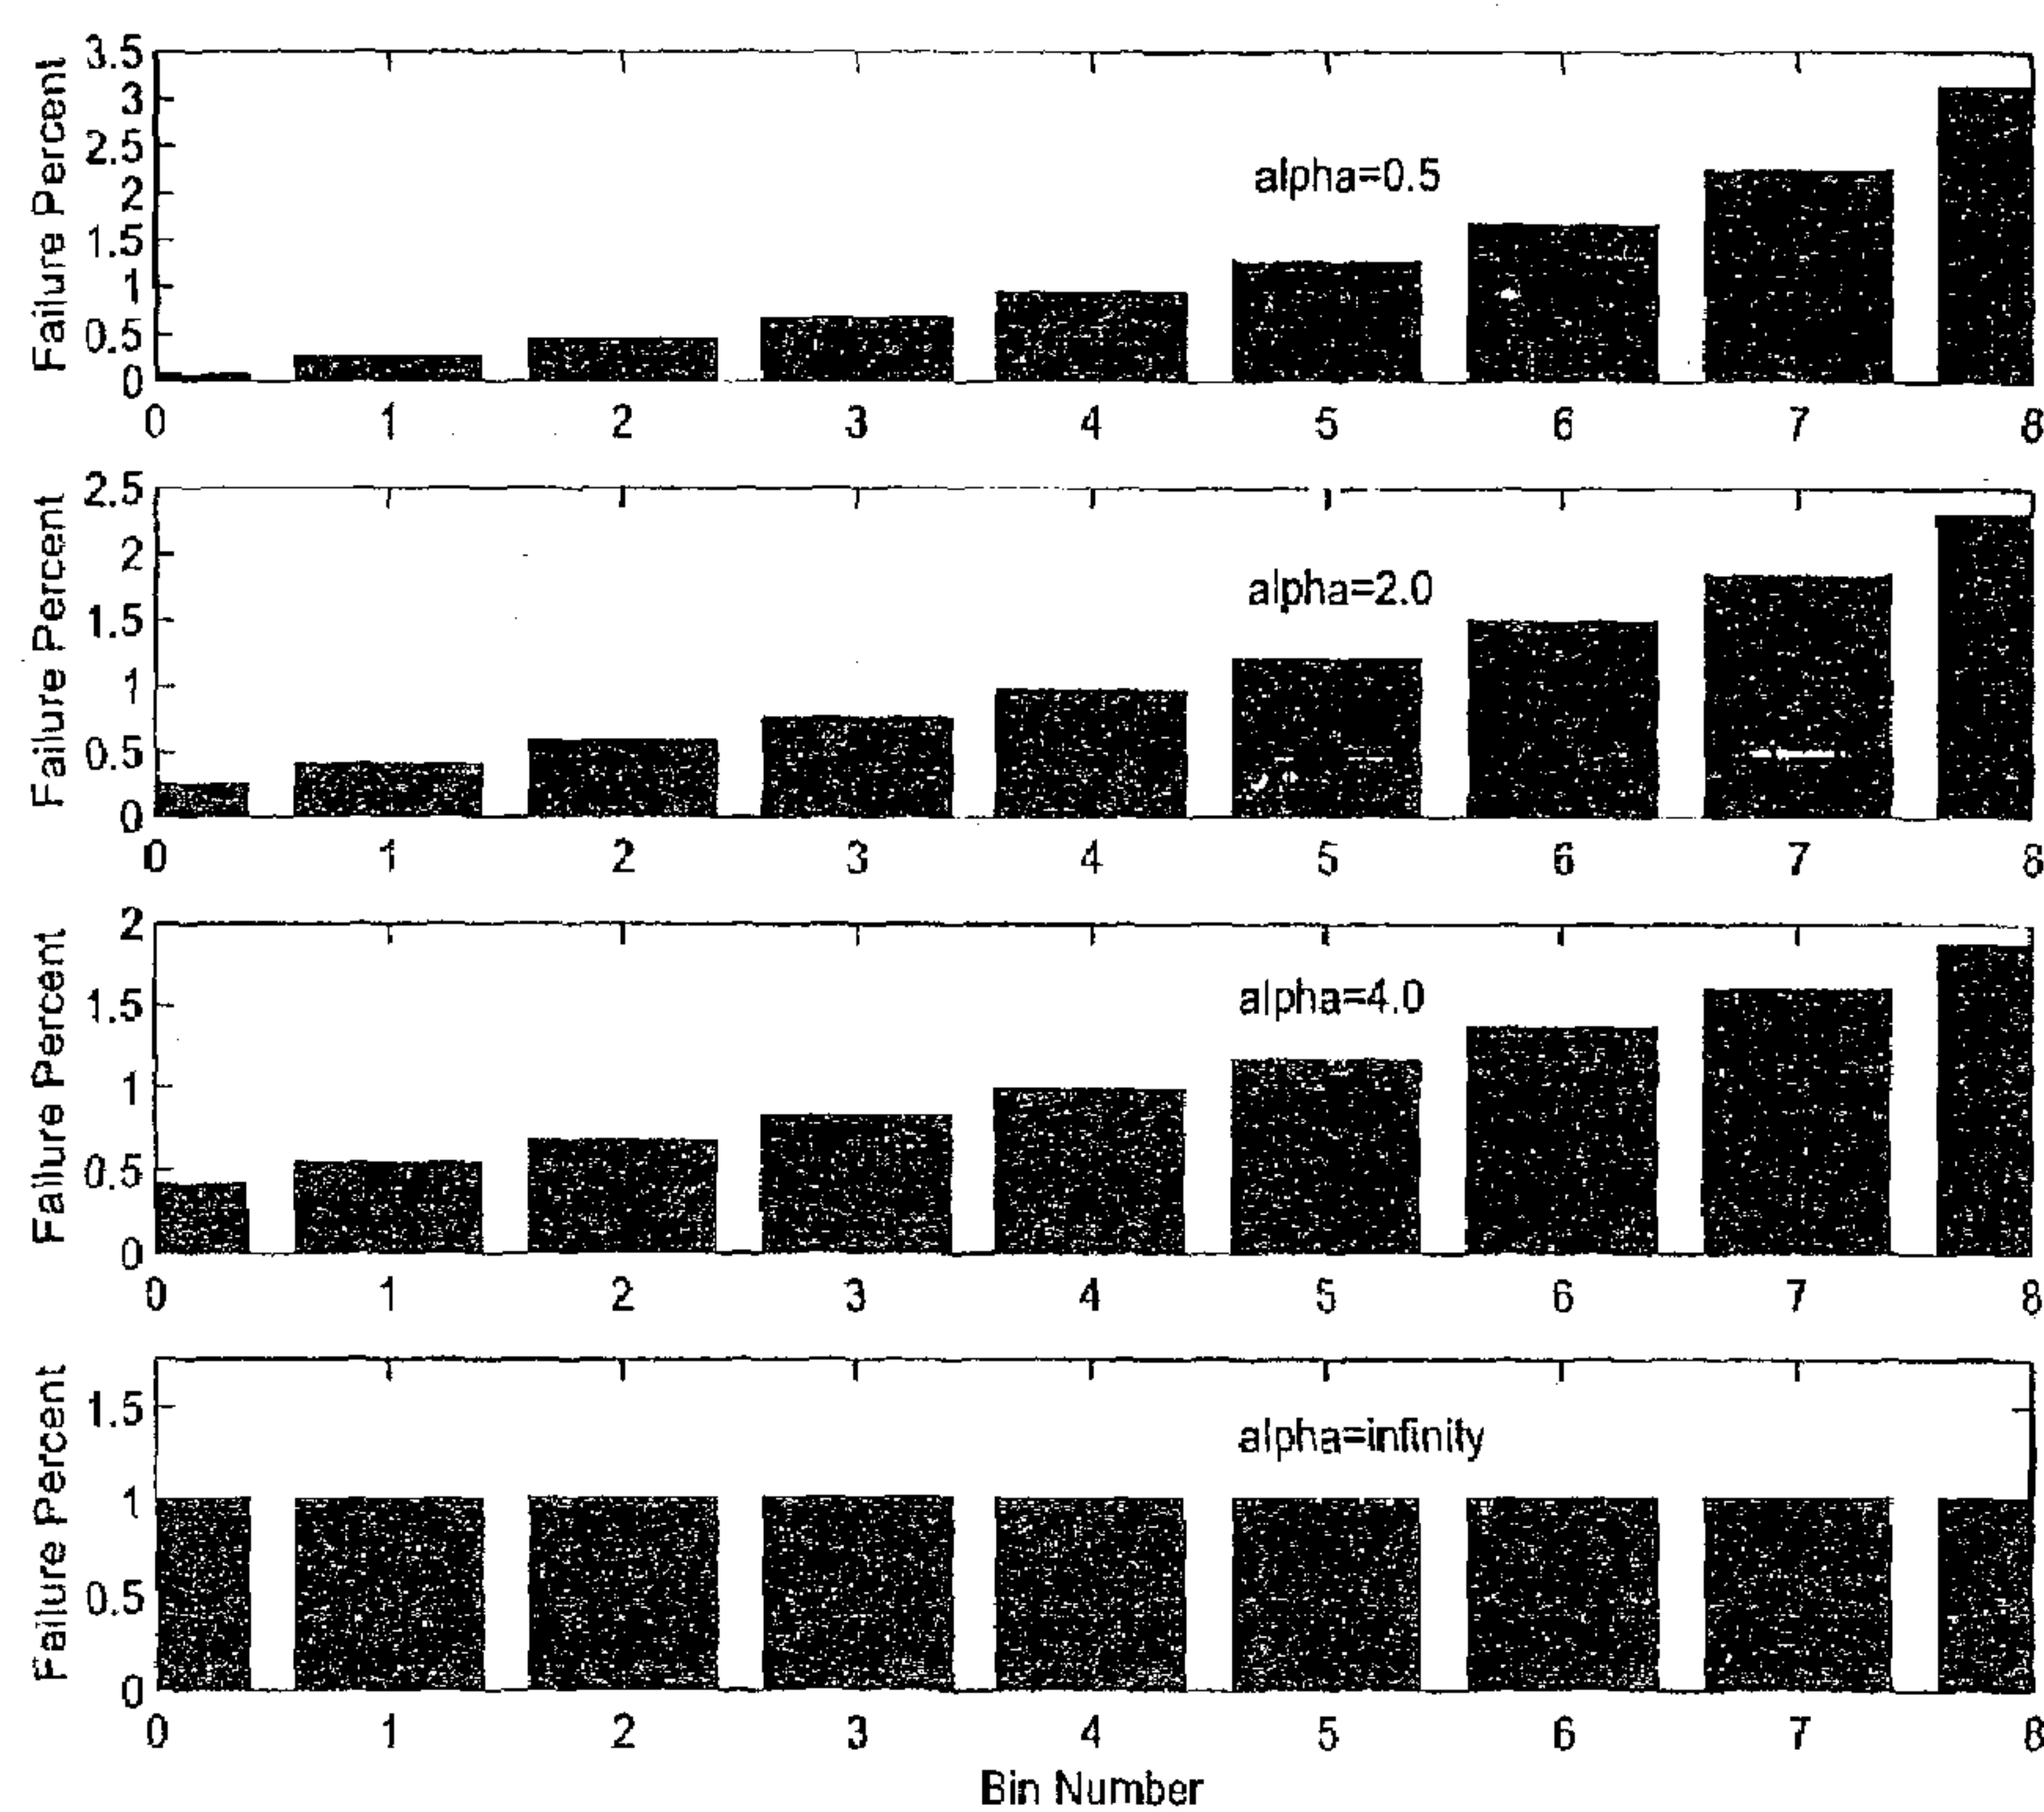 Failure Percent
3.5
3
2.5
2
1.5
1
0.5
0
alpha=0.5
0 1 2 3 4 5 6 7 8
Failure Percent
2.5
2
1.5
1
0.5
0
alpha=2.0
0 1 2 3 4 5 6 7 8
Failure Percent
2
1.5
1
0.5
0
alpha=4.0
0 1 2 3 4 5 6 7 8
Failure Percent
1.5
1
0.5
0
alpha=infinity
0 1 2 3 4 5 6 7 8
Bin Number